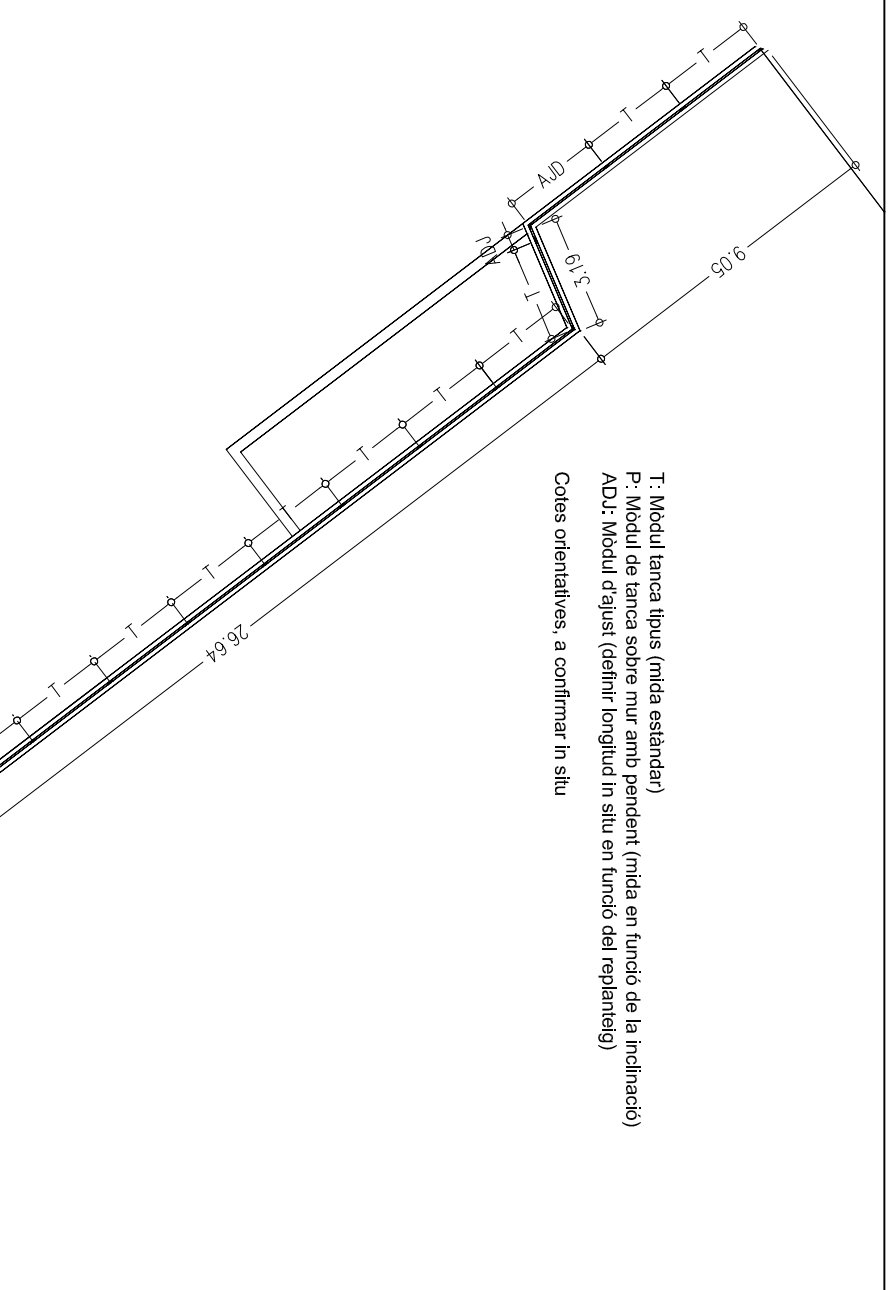 T
T
AJD
ADJ
3.19
9.05
T
T
T
T
T
T
T
26.64
T: Mòdul tanca tipus (mida estàndar)
P: Mòdul de tanca sobre mur amb pendent (mida en funció de la inclinació)
ADJ: Mòdul d'ajust (definir longitud in situ en funció del replanteig)
Cotes orientatives, a confirmar in situ